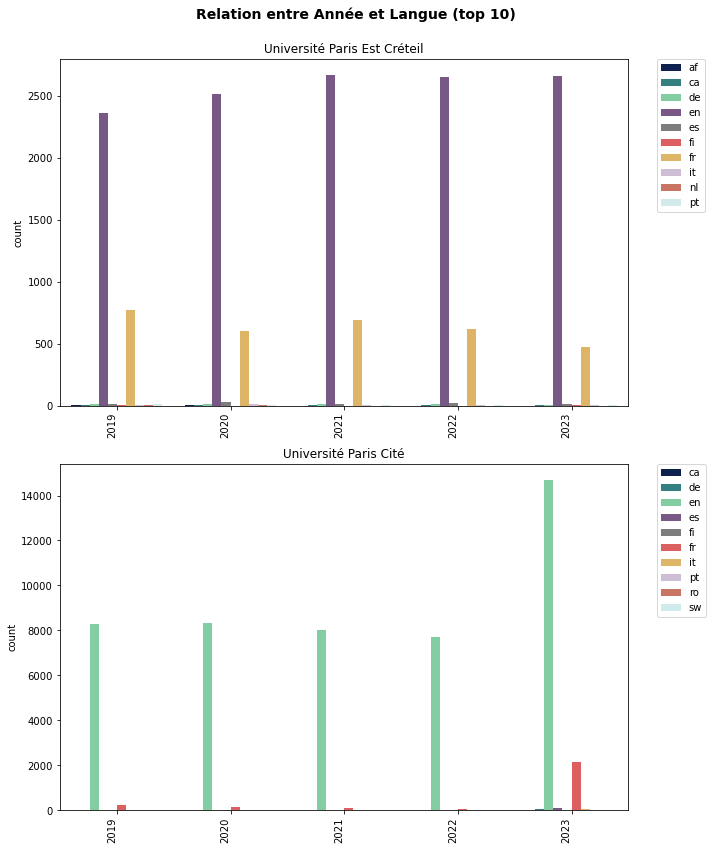 Relation entre Année et Langue (top 10)
Université Paris Est Créteil
count
2500
2000
1500
1000
500
0
2019
2020
2021
2022
2023
af
ca
de
en
es
fi
fr
it
nl
pt
Université Paris Cité
count
14000
12000
10000
8000
6000
4000
2000
0
2019
2020
2021
2022
2023
ca
de
en
es
fi
fr
it
pt
ro
sw